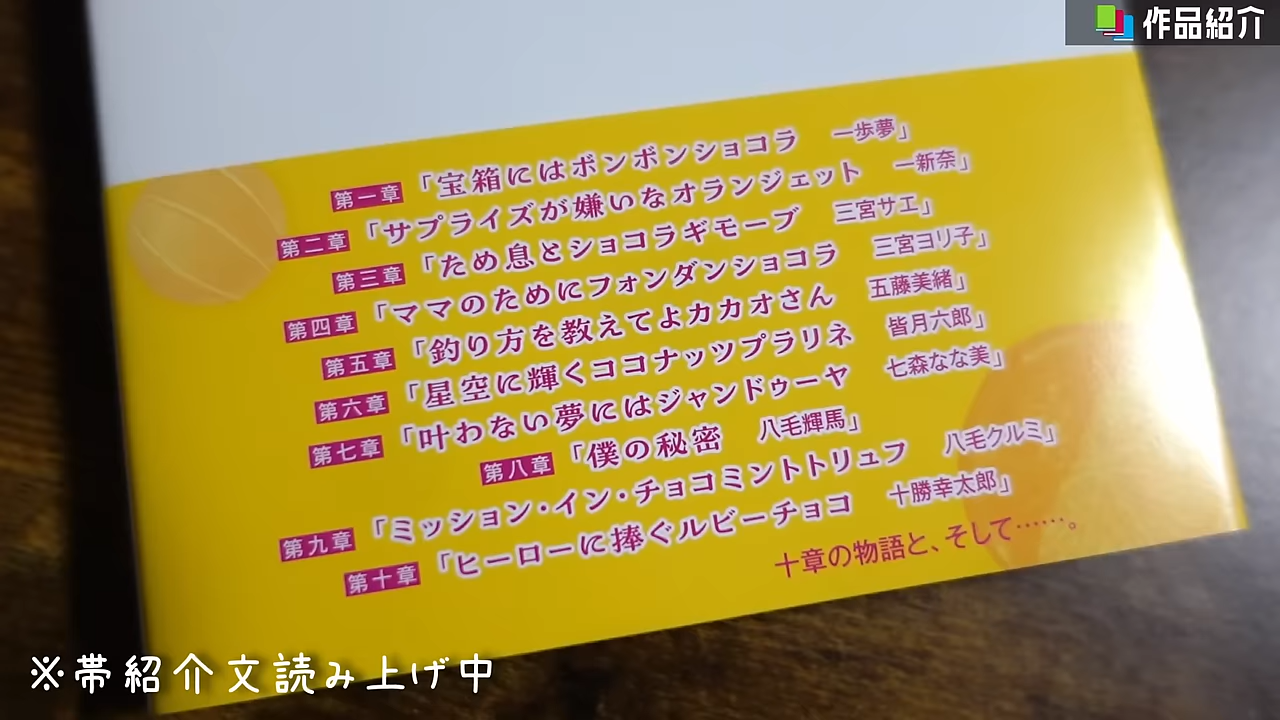 作品紹介
第一章 「宝箱にはボンボンショコラ 一歩夢」
第二章 「サプライズが嫌いなオランジェット 一新奈」
第三章 「ため息とショコラギモーブ 三宮サエ」
第四章 「ママのためにフォンダンショコラ 三宮ヨリ子」
第五章 「釣り方を教えてよカカオさん 五藤美緒」
第六章 「星空に輝くココナッツプラリネ 皆月六郎」
第七章 「叶わない夢にはジャンドゥーヤ 七森なな美」
第八章 「僕の秘密 八毛輝馬」
第九章 「ミッション・イン・チョコミントトリュフ 八毛クルミ」
第十章 「ヒーローに捧ぐルビーチョコ 十勝幸太郎」
十章の物語と、そして……。
※帯紹介文読み上げ中